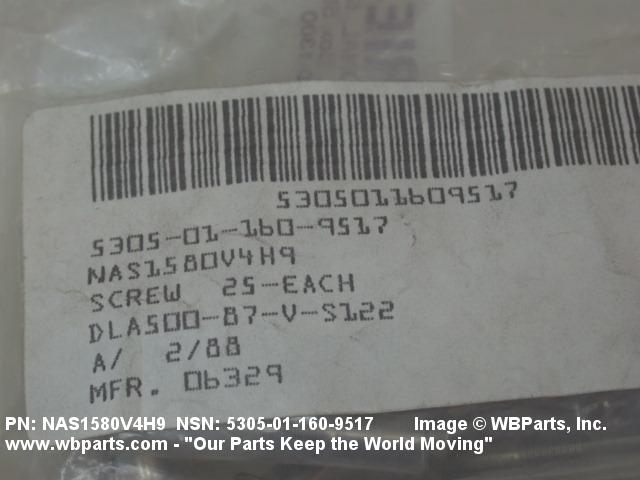 5305011609517
5305-01-160-9517
NAS1580V4H9
SCREW 25-EACH
DLA500-87-V-S122
A/ 2/88
MFR. 06329
PN: NAS1580V4H9 NSN: 5305-01-160-9517 Image © WBParts, Inc.
www.wbparts.com - "Our Parts Keep the World Moving"